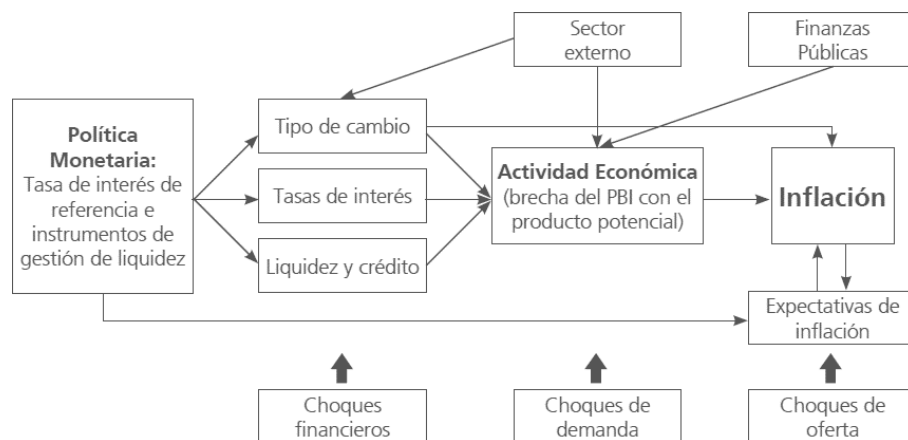 Sector
externo
Finanzas
Públicas
Política
Monetaria:
Tasa de interés de
referencia e
instrumentos de
gestión de liquidez
Tipo de cambio
Tasas de interés
Liquidez y crédito
Actividad Económica
(brecha del PBI con el
producto potencial)
Inflación
Expectativas de
inflación
Choques
financieros
Choques de
demanda
Choques de
oferta